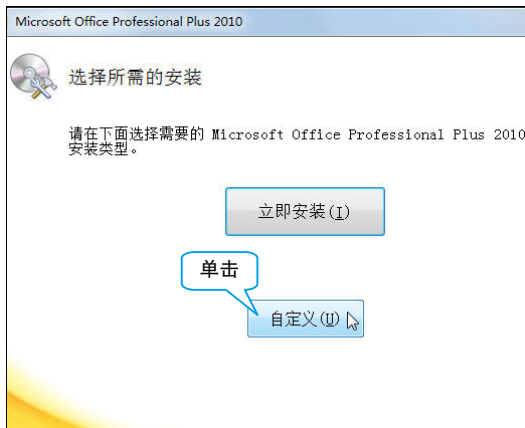 Microsoft Office Professional Plus 2010
选择所需的安装
请在下面选择需要的 Microsoft Office Professional Plus 2010
安装类型。
立即安装(I)
单击
自定义(U)